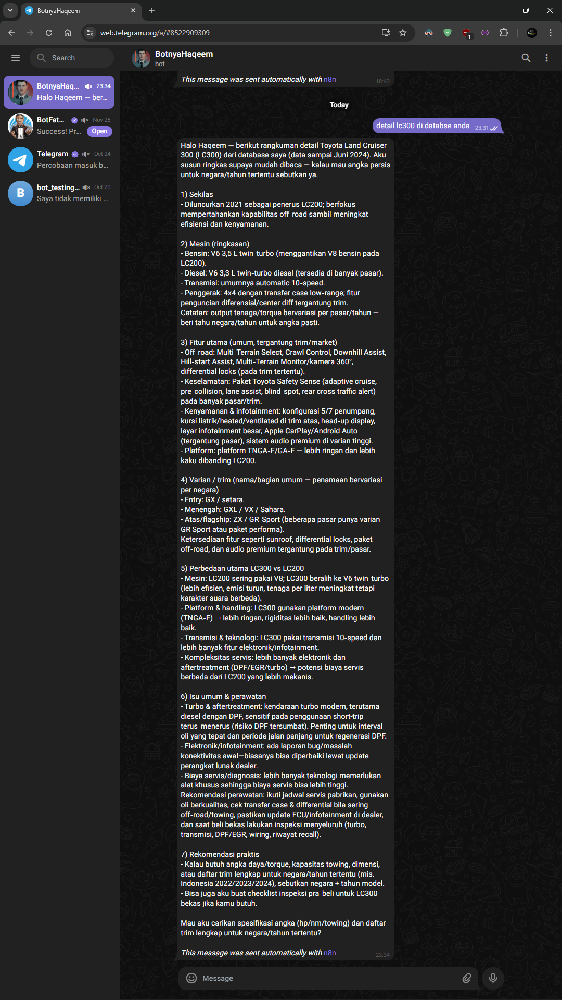 BotnyaHaqeem
web.telegram.org/a/#8522909309
1
Search
BotnyaHaq... 23:34
Halo Haqeem — ber...
BotFat... Nov 25
Success! Pr... Open
Telegram Oct 24
Percobaan masuk b...
B
bot_testing... Oct 20
Saya tidak memiliki ...
BotnyaHaqeem
bot
This message was sent automatically with n8n 18:43
Today
detail lc300 di databse anda 23:31
Halo Haqeem — berikut rangkuman detail Toyota Land Cruiser
300 (LC300) dari database saya (data sampai Juni 2024). Aku
susun ringkas supaya mudah dibaca — kalau mau angka persis
untuk negara/tahun tertentu sebutkan ya.
1) Sekilas
- Diluncurkan 2021 sebagai penerus LC200; berfokus
mempertahankan kapabilitas off-road sambil meningkat
efisiensi dan kenyamanan.
2) Mesin (ringkasan)
- Bensin: V6 3,5 L twin-turbo (menggantikan V8 bensin pada
LC200).
- Diesel: V6 3,3 L twin-turbo diesel (tersedia di banyak pasar).
- Transmisi: umumnya automatic 10-speed.
- Penggerak: 4x4 dengan transfer case low-range; fitur
penguncian diferensial/center diff tergantung trim.
Catatan: output tenaga/torque bervariasi per pasar/tahun —
beri tahu negara/tahun untuk angka pasti.
3) Fitur utama (umum, tergantung trim/market)
- Off-road: Multi-Terrain Select, Crawl Control, Downhill Assist,
Hill-start Assist, Multi-Terrain Monitor/kamera 360°,
differential locks (pada trim tertentu).
- Keselamatan: Paket Toyota Safety Sense (adaptive cruise,
pre-collision, lane assist, blind-spot, rear cross traffic alert)
pada banyak pasar/trim.
- Kenyamanan & infotainment: konfigurasi 5/7 penumpang,
kursi listrik/heated/ventilated di trim atas, head-up display,
layar infotainment besar, Apple CarPlay/Android Auto
(tergantung pasar), sistem audio premium di varian tinggi.
- Platform: platform TNGA-F/GA-F — lebih ringan dan lebih
kaku dibanding LC200.
4) Varian / trim (nama/bagian umum — penamaan bervariasi
per negara)
- Entry: GX / setara.
- Menengah: GXL / VX / Sahara.
- Atas/flagship: ZX / GR-Sport (beberapa pasar punya varian
GR Sport atau paket performa).
Ketersediaan fitur seperti sunroof, differential locks, paket
off-road, dan audio premium tergantung pada trim/pasar.
5) Perbedaan utama LC300 vs LC200
- Mesin: LC200 sering pakai V8; LC300 beralih ke V6 twin-turbo
(lebih efisien, emisi turun, tenaga per liter meningkat tetapi
karakter suara berbeda).
- Platform & handling: LC300 gunakan platform modern
(TNGA-F) → lebih ringan, rigiditas lebih baik, handling lebih
baik.
- Transmisi & teknologi: LC300 pakai transmisi 10-speed dan
lebih banyak fitur elektronik/infotainment.
- Kompleksitas servis: lebih banyak elektronik dan
aftertreatment (DPF/EGR/turbo) → potensi biaya servis
berbeda dari LC200 yang lebih mekanis.
6) Isu umum & perawatan
- Turbo & aftertreatment: kendaraan turbo modern, terutama
diesel dengan DPF, sensitif pada penggunaan short-trip
terus-menerus (risiko DPF tersumbat). Penting untuk interval
oli yang tepat dan periode jalan panjang untuk regenerasi DPF.
- Elektronik/infotainment: ada laporan bug/masalah
konektivitas awal—biasanya bisa diperbaiki lewat update
perangkat lunak dealer.
- Biaya servis/diagnosis: lebih banyak teknologi memerlukan
alat khusus sehingga biaya servis bisa lebih tinggi.
Rekomendasi perawatan: ikuti jadwal servis pabrikan, gunakan
oli berkualitas, cek transfer case & differential bila sering
off-road/towing, pastikan update ECU/infotainment di dealer,
dan saat beli bekas lakukan inspeksi menyeluruh (turbo,
transmisi, DPF/EGR, wiring, riwayat recall).
7) Rekomendasi praktis
- Kalau butuh angka daya/torque, kapasitas towing, dimensi,
atau daftar trim lengkap untuk negara/tahun tertentu (mis.
Indonesia 2022/2023/2024), sebutkan negara + tahun model.
- Bisa juga aku buat checklist inspeksi pra-beli untuk LC300
bekas jika kamu butuh.
Mau aku carikan spesifikasi angka (hp/nm/towing) dan daftar
trim lengkap untuk negara/tahun tertentu?
This message was sent automatically with n8n 23:34
Message